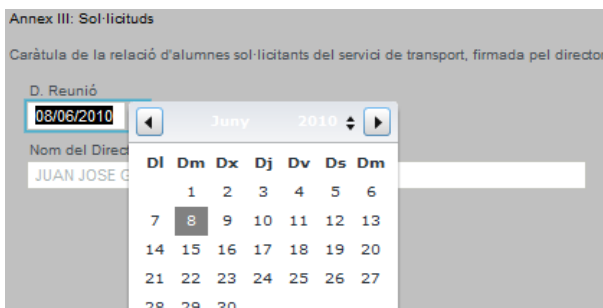 Annex III: Sol·licituds
Caràtula de la relació d'alumnes sol·licitants del servici de transport, firmada pel director
D. Reunió
08/06/2010
Juny 2010
Nom del Direc
JUAN JOSE G
Dl Dm Dx Dj Dv Ds Dm
1 2 3 4 5 6
7 8 9 10 11 12 13
14 15 16 17 18 19 20
21 22 23 24 25 26 27
28 29 30